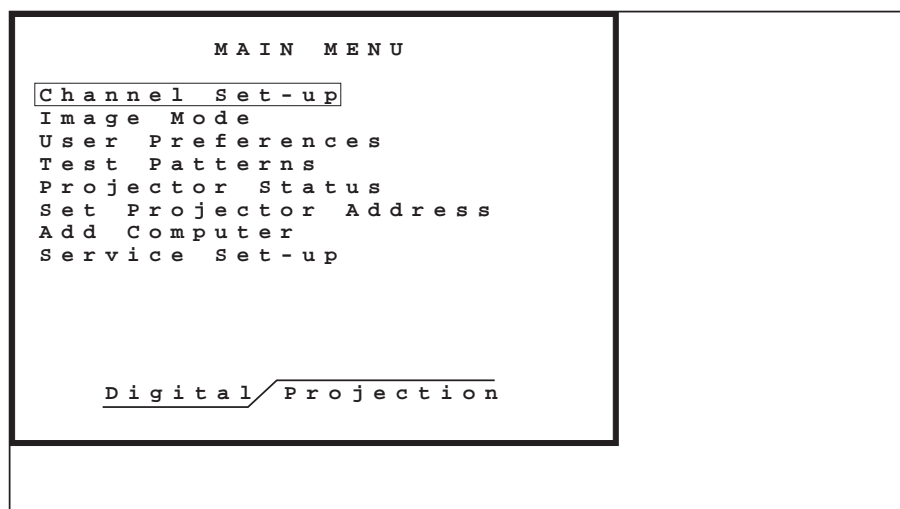 MAIN MENU
Channel Set-up
Image Mode
User Preferences
Test Patterns
Projector Status
Set Projector Address
Add Computer
Service Set-up
Digital Projection